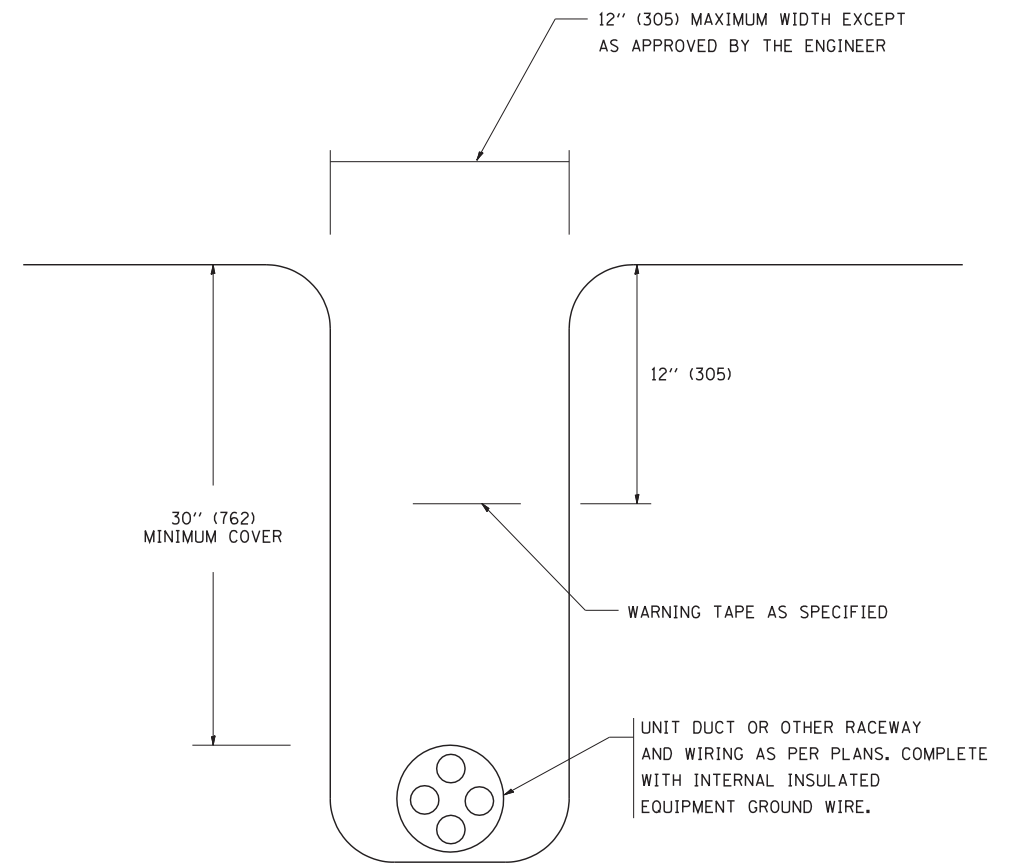 12'' (305) MAXIMUM WIDTH EXCEPT
AS APPROVED BY THE ENGINEER
12'' (305)
30'' (762)
MINIMUM COVER
WARNING TAPE AS SPECIFIED
UNIT DUCT OR OTHER RACEWAY
AND WIRING AS PER PLANS. COMPLETE
WITH INTERNAL INSULATED
EQUIPMENT GROUND WIRE.